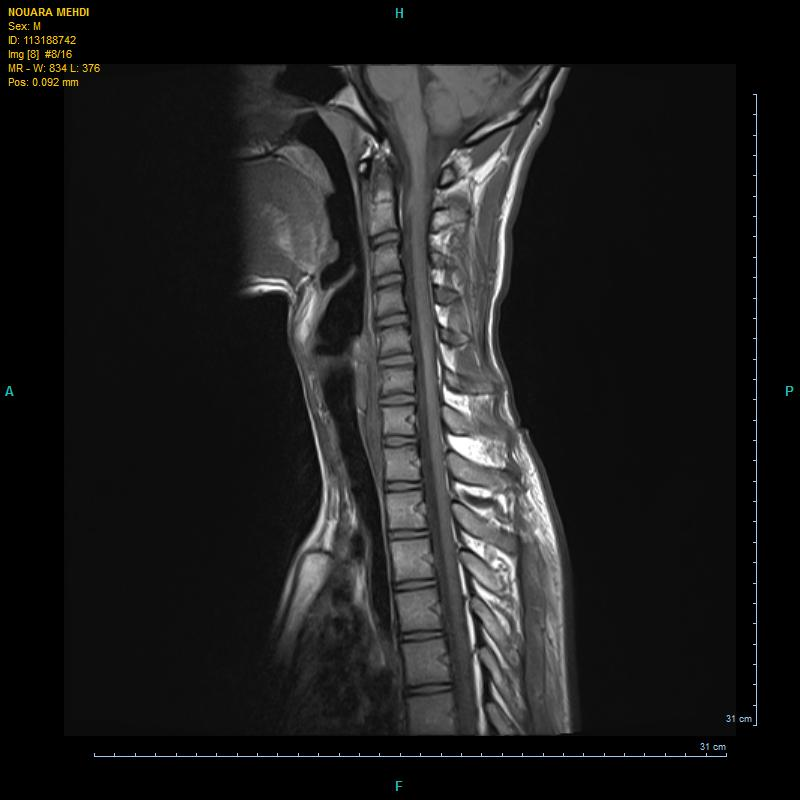 NOUARA MEHDI
Sex: M
ID: 113188742
Img [8] #8/16
MR - W: 834 L: 376
Pos: 0.092 mm
H
A
P
31 cm
31 cm
F